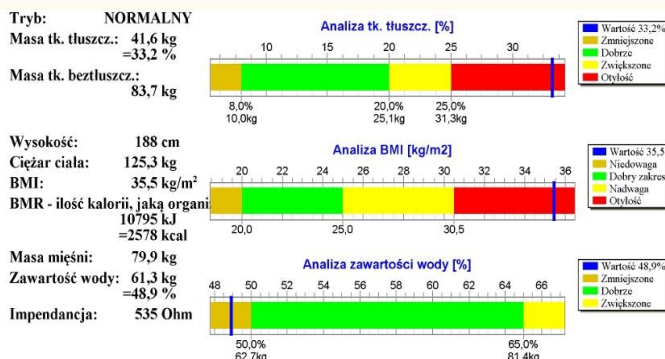 Tryb: NORMALNY
Masa tk. tłuszcz.: 41,6 kg
=33,2 %
Masa tk. beztłuszcz.:
83,7 kg
Analiza tk. tłuszcz. [%]
10 15 20 25 30
8,0% 20,0% 25,0%
10,0kg 25,1kg 31,3kg
Wartość 33,2%
Zmniejszone
Dobrze
Zwiększone
Otyłość
Wysokość: 188 cm
Ciężar ciała: 125,3 kg
BMI: 35,5 kg/m²
BMR - ilość kalorii, jaką organi
10795 kJ
=2578 kcal
Analiza BMI [kg/m2]
20 22 24 26 28 30 32 34 36
20,0 25,0 30,5
Wartość 35,5
Niedowaga
Dobry zakres
Nadwaga
Otyłość
Masa mięśni: 79,9 kg
Zawartość wody: 61,3 kg
=48,9 %
Impendancja: 535 Ohm
Analiza zawartości wody [%]
48 50 52 54 56 58 60 62 64 66
50,0% 65,0%
62,7kg 81,4kg
Wartość 48,9%
Zmniejszone
Dobrze
Zwiększone